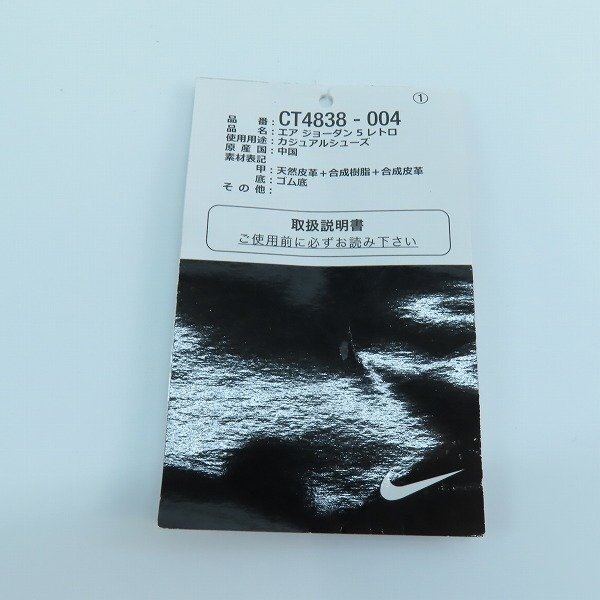 ①
品番：CT4838 - 004
品名：エア ジョーダン 5 レトロ
使用用途：カジュアルシューズ
原産国：中国
素材表記
甲：天然皮革＋合成樹脂＋合成皮革
底：ゴム底
その他：
取扱説明書
ご使用前に必ずお読み下さい